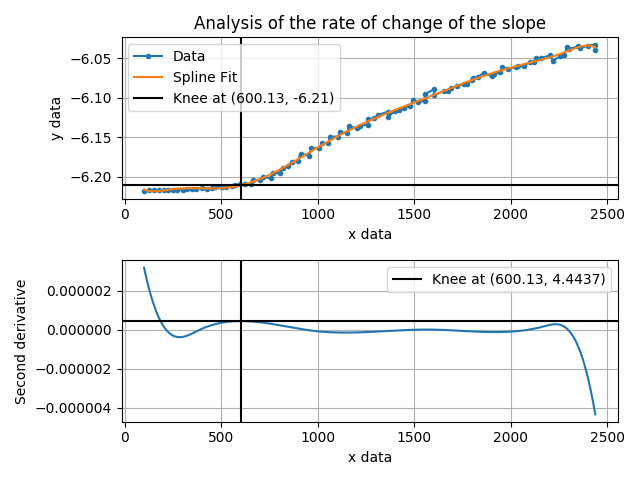 Analysis of the rate of change of the slope
Data
Spline Fit
Knee at (600.13, -6.21)
y data
−6.05
−6.10
−6.15
−6.20
0
500
1000
1500
2000
2500
x data
Knee at (600.13, 4.4437)
Second derivative
0.000002
0.000000
−0.000002
−0.000004
0
500
1000
1500
2000
2500
x data